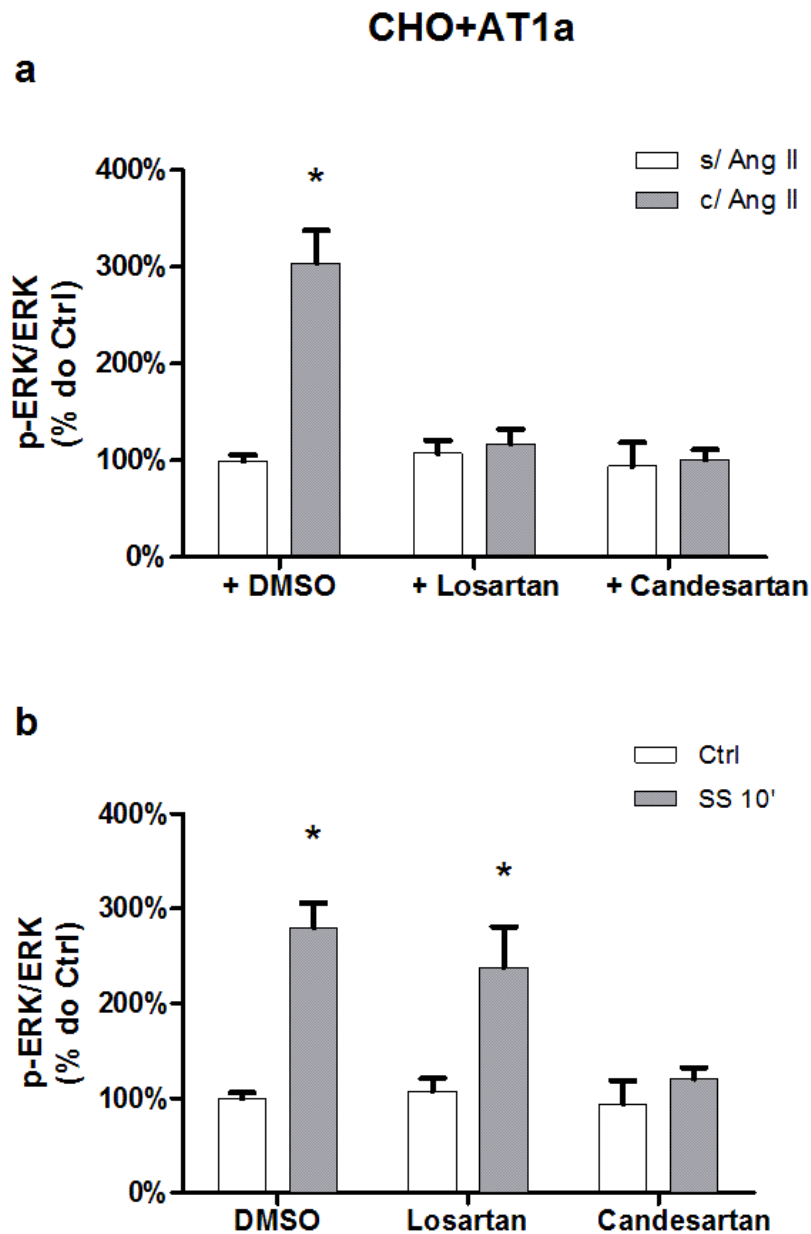 CHO+AT1a
a
s/ Ang II
c/ Ang II
p-ERK/ERK
(% do Ctrl)
400%
300%
200%
100%
0%
*
+ DMSO + Losartan + Candesartan
b
Ctrl
SS 10'
p-ERK/ERK
(% do Ctrl)
400%
300%
200%
100%
0%
*
*
DMSO Losartan Candesartan